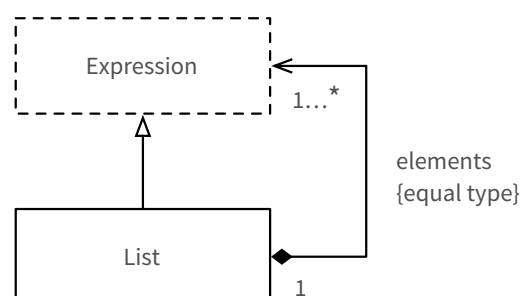 Expression
1…*
elements
{equal type}
List
1